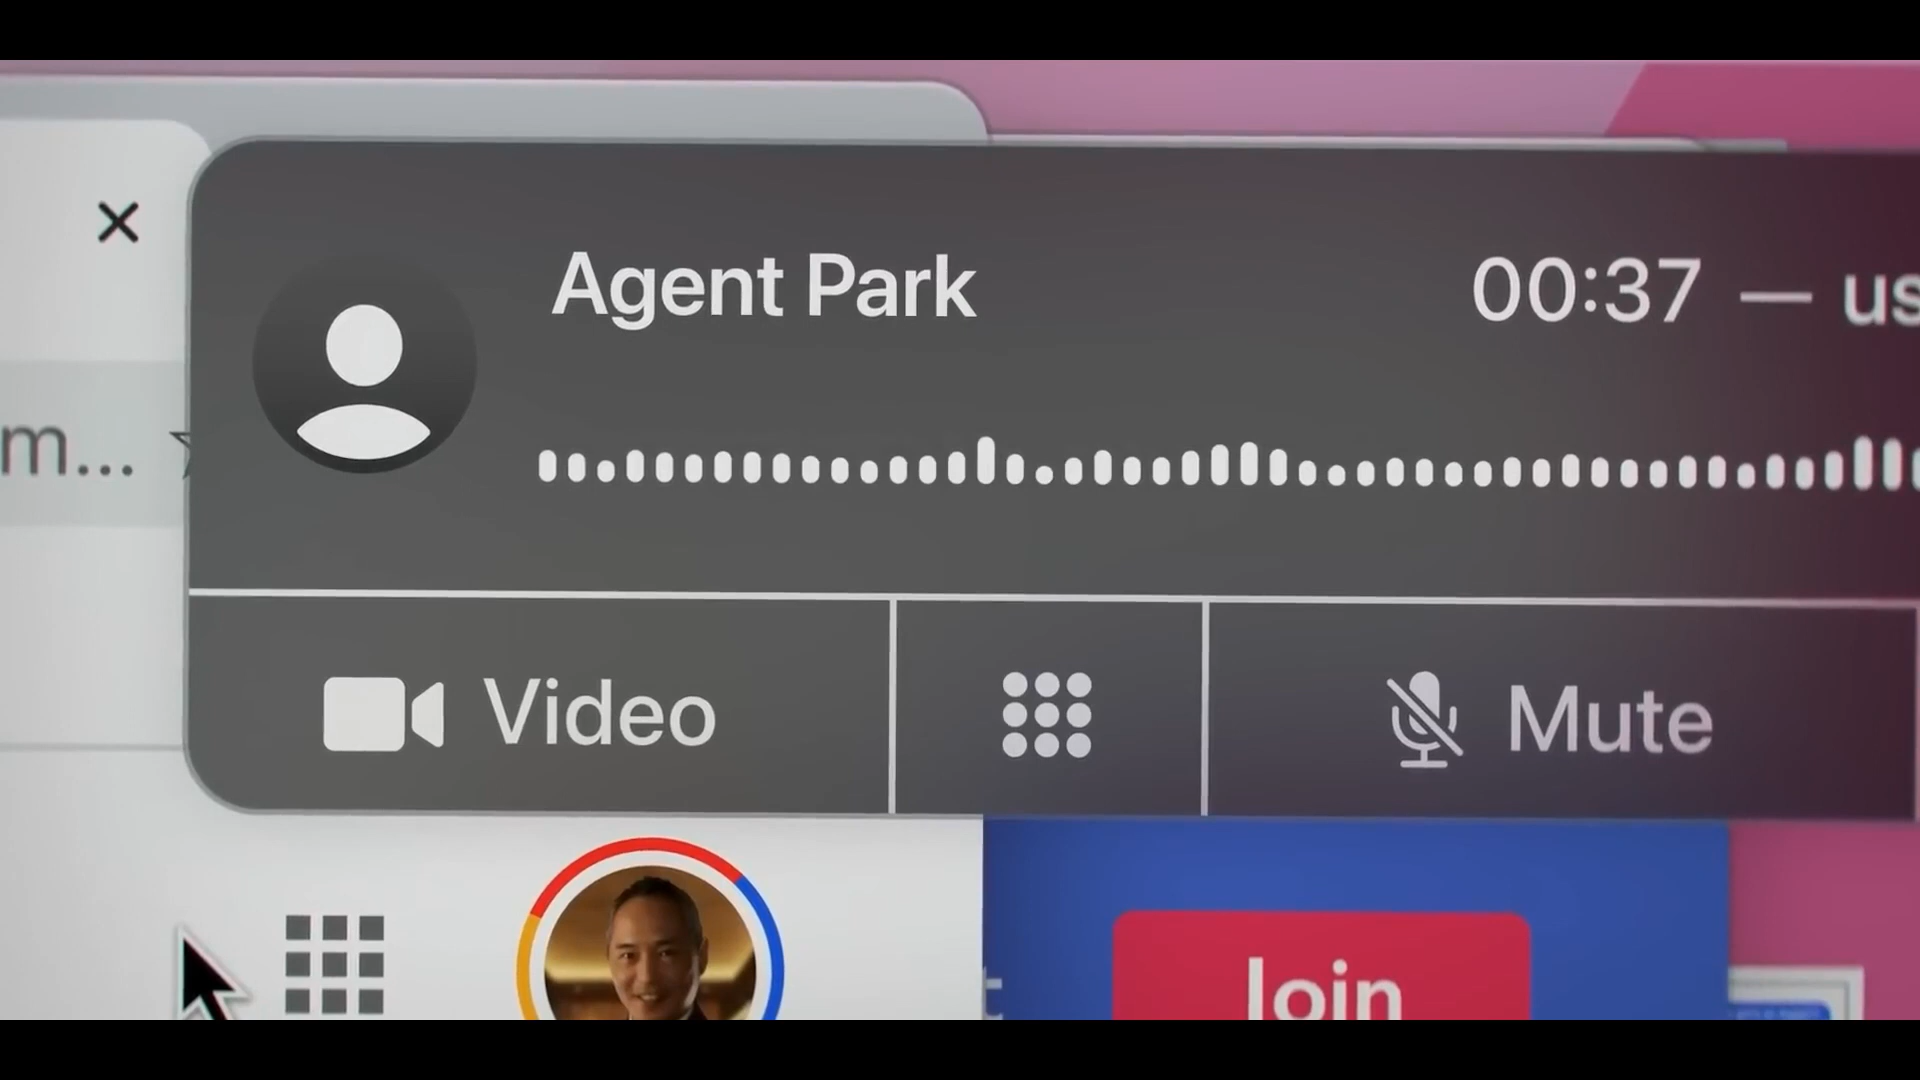 Agent Park
00:37 — us
m...
Video
Mute
Join